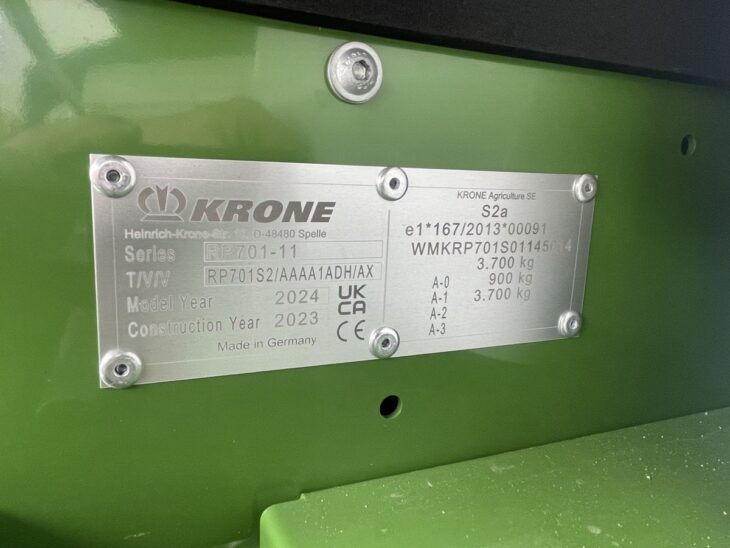 KRONE
Heinrich-Krone-Str. D-48480 Spelle
Series RP701-11
T/V/V RP701S2/AAAA1ADH/AX
Model Year 2024
Construction Year 2023
UK
CA
CE
Made in Germany
KRONE Agriculture SE
S2a
e1*167/2013*00091
3.700 kg
A-0 900 kg
A-1 3.700 kg
A-2
A-3